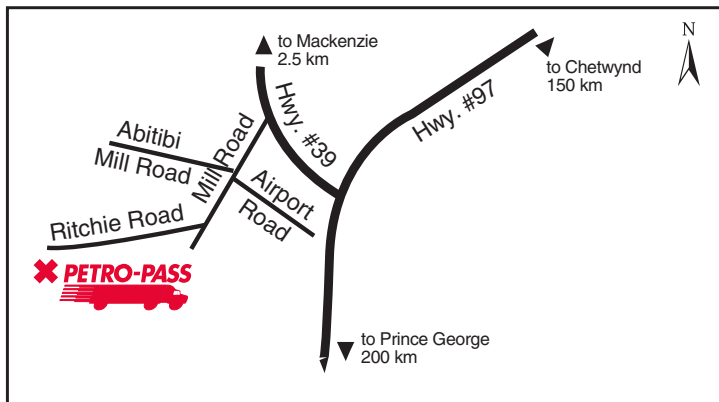 to Mackenzie
2.5 km
N
to Chetwynd
150 km
Hwy. #97
Hwy. #39
Abitibi
Mill Road
Mill Road
Airport
Road
Ritchie Road
PETRO-PASS
to Prince George
200 km